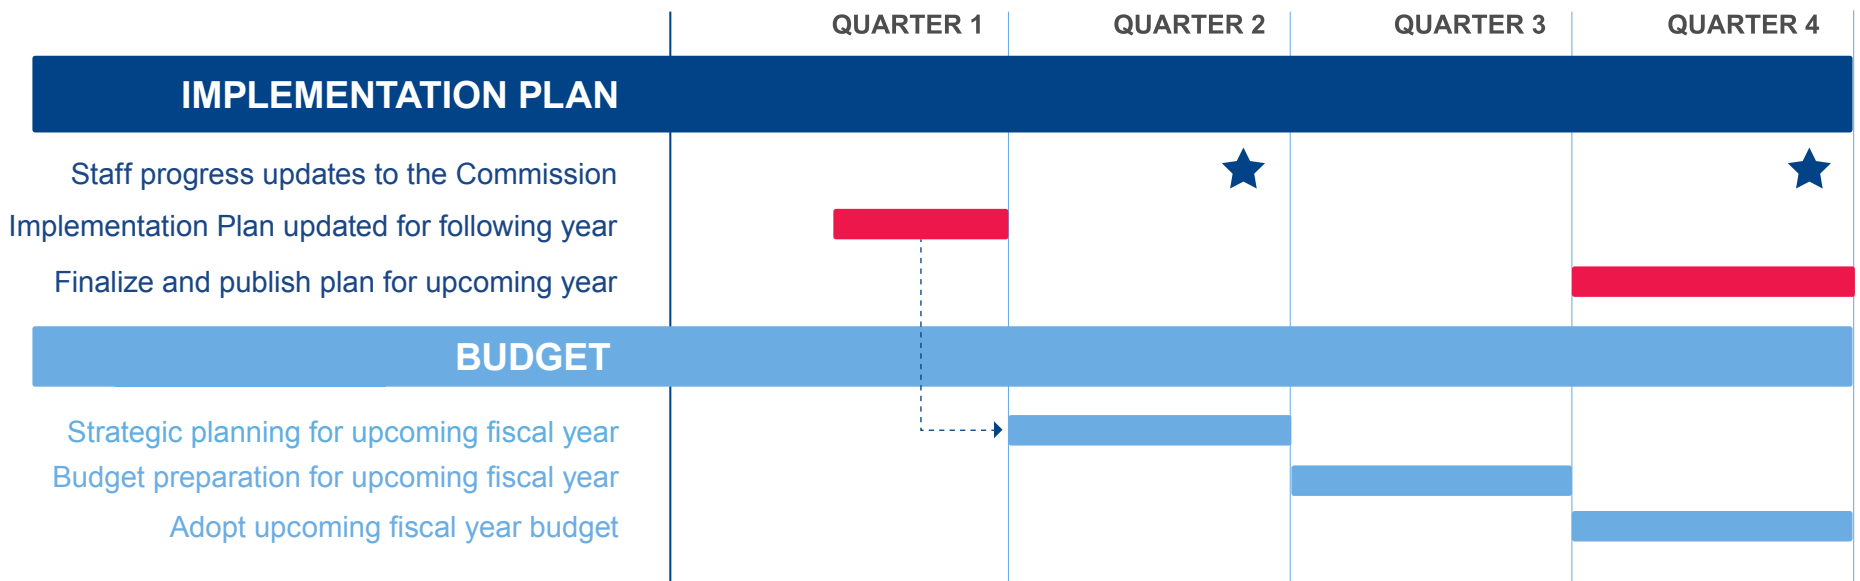 QUARTER 1 QUARTER 2 QUARTER 3 QUARTER 4
IMPLEMENTATION PLAN
Staff progress updates to the Commission
Implementation Plan updated for following year
Finalize and publish plan for upcoming year
BUDGET
Strategic planning for upcoming fiscal year
Budget preparation for upcoming fiscal year
Adopt upcoming fiscal year budget